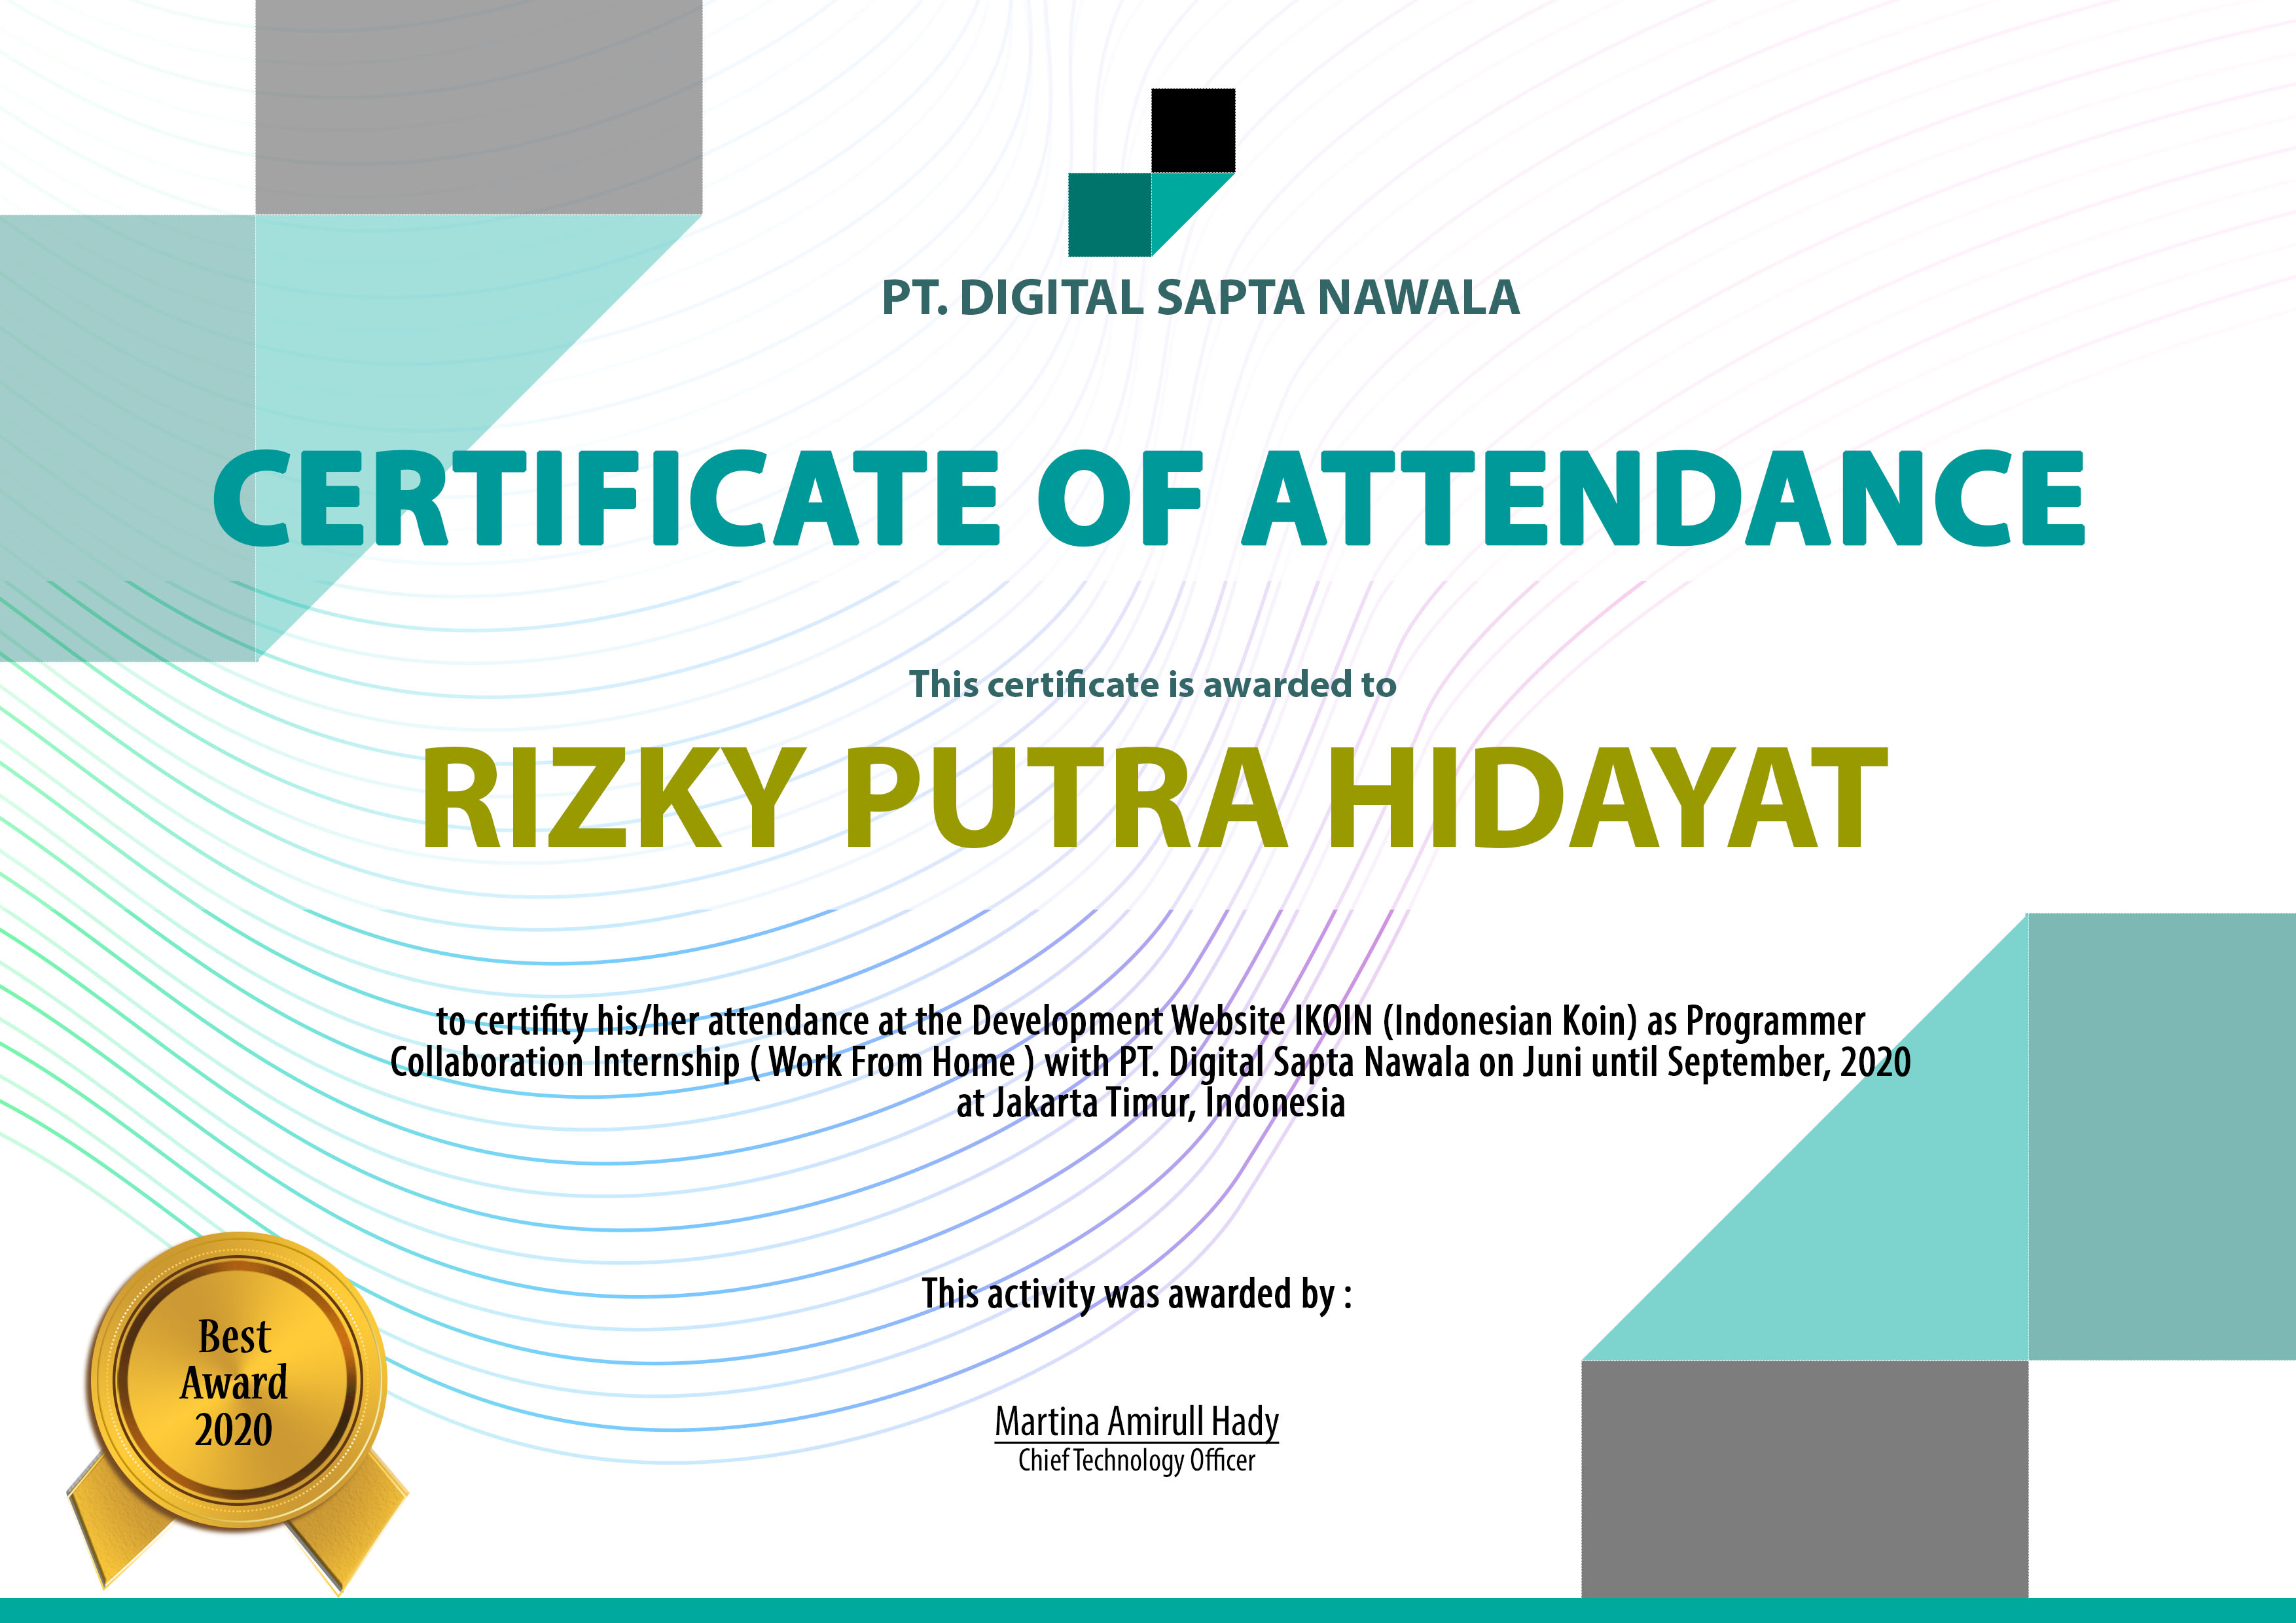 PT. DIGITAL SAPTA NAWALA
CERTIFICATE OF ATTENDANCE
This certificate is awarded to
RIZKY PUTRA HIDAYAT
to certifity his/her attendance at the Development Website IKOIN (Indonesian Koin) as Programmer
Collaboration Internship ( Work From Home ) with PT. Digital Sapta Nawala on Juni until September, 2020
at Jakarta Timur, Indonesia
This activity was awarded by :
Martina Amirull Hady
Chief Technology Officer
Best
Award
2020